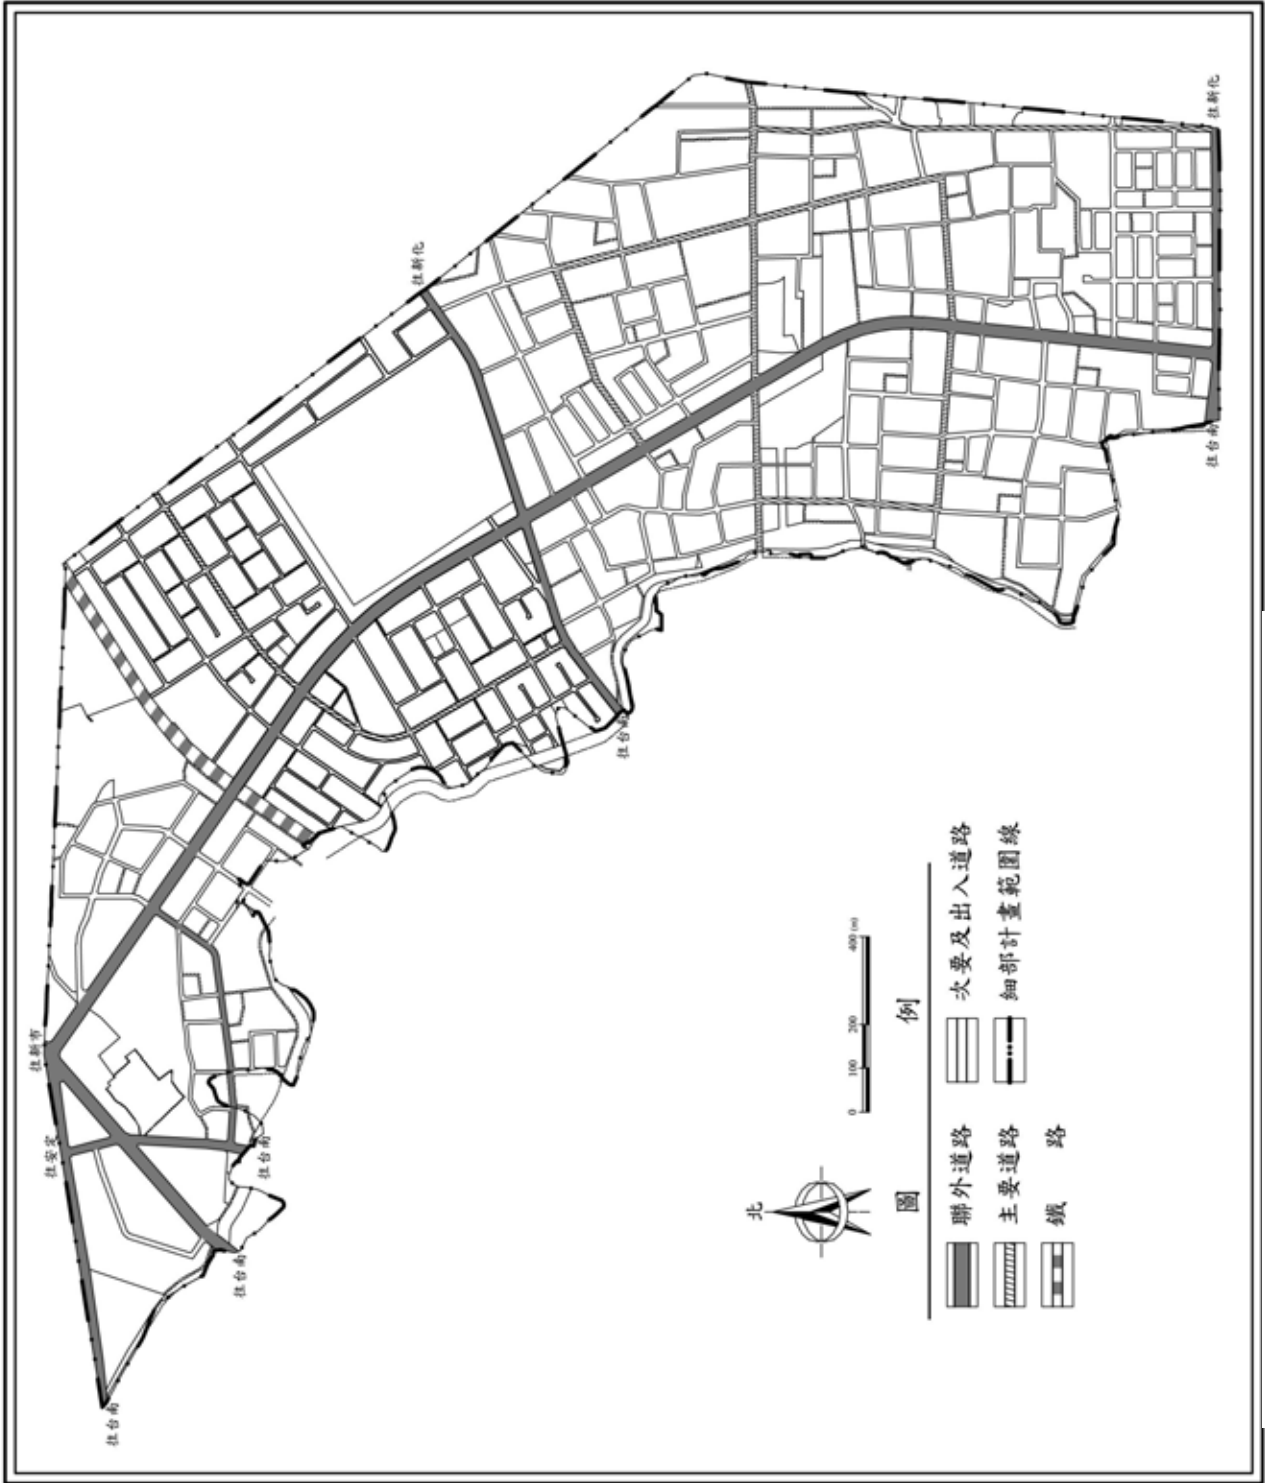 往新市
往安定
往台南
往台南
往台南
往台南
往新化
往新化
往台南
北
0 100 200 400 (m)
圖 例
聯外道路
主要道路
鐵 路
次要及出入道路
細部計畫範圍線